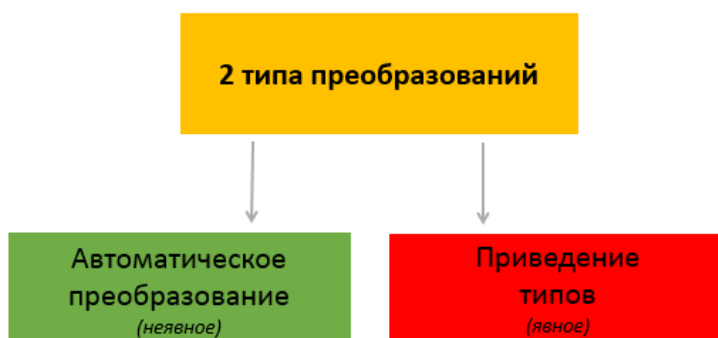 2 типа преобразований
Автоматическое
преобразование
(неявное)
Приведение
типов
(явное)